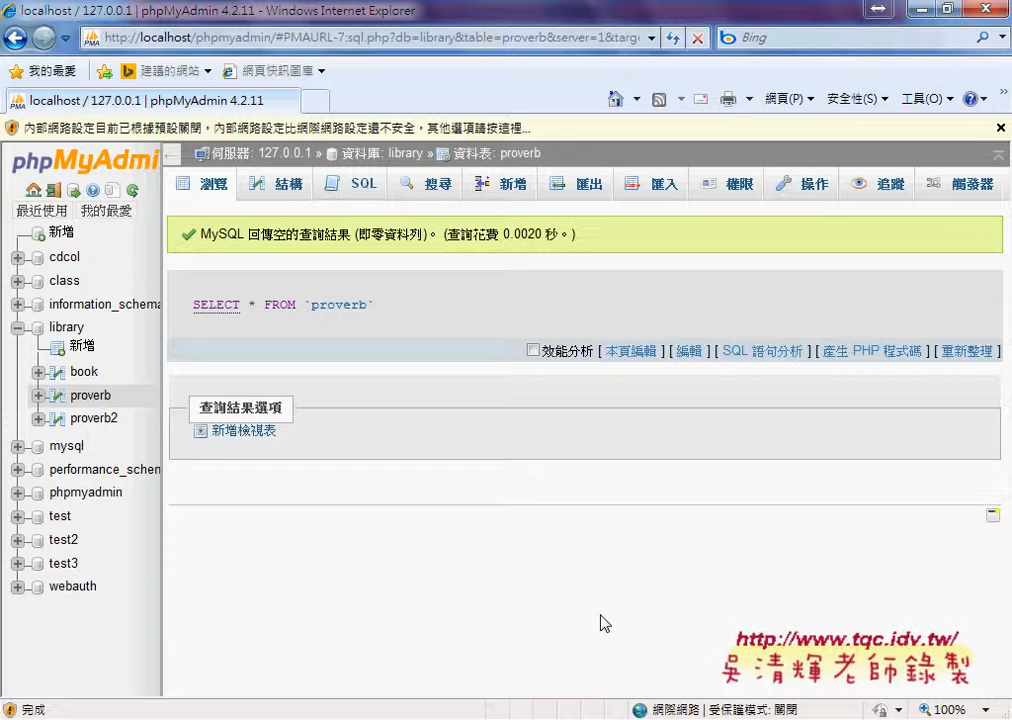 localhost / 127.0.0.1 | phpMyAdmin 4.2.11 - Windows Internet Explorer
http://localhost/phpmyadmin/#PMAURL-7:sql.php?db=library&table=proverb&server=1&targ
Bing
我的最愛
建議的網站
網頁快訊圖庫
localhost / 127.0.0.1 | phpMyAdmin 4.2.11
網頁(P)
安全性(S)
工具(O)
內部網路設定目前已根據預設關閉，內部網路設定比網際網路設定還不安全，其他選項請按這裡...
phpMyAdmi
伺服器: 127.0.0.1 » 資料庫: library » 資料表: proverb
瀏覽 結構 SQL 搜尋 新增 匯出 匯入 權限 操作 追蹤 觸發器
最近使用 我的最愛
新增
cdcol
class
information_schema
library
新增
book
proverb
proverb2
mysql
performance_schen
phpmyadmin
test
test2
test3
webauth
MySQL 回傳空的查詢結果 (即零資料列)。 (查詢花費 0.0020 秒。)
SELECT * FROM `proverb`
效能分析 [ 本頁編輯 ] [ 編輯 ] [ SQL 語句分析 ] [ 產生 PHP 程式碼 ] [ 重新整理 ]
查詢結果選項
新增檢視表
http://www.tqc.idv.tw/
吳清輝老師錄製
完成
網際網路 | 受保護模式: 關閉
100%